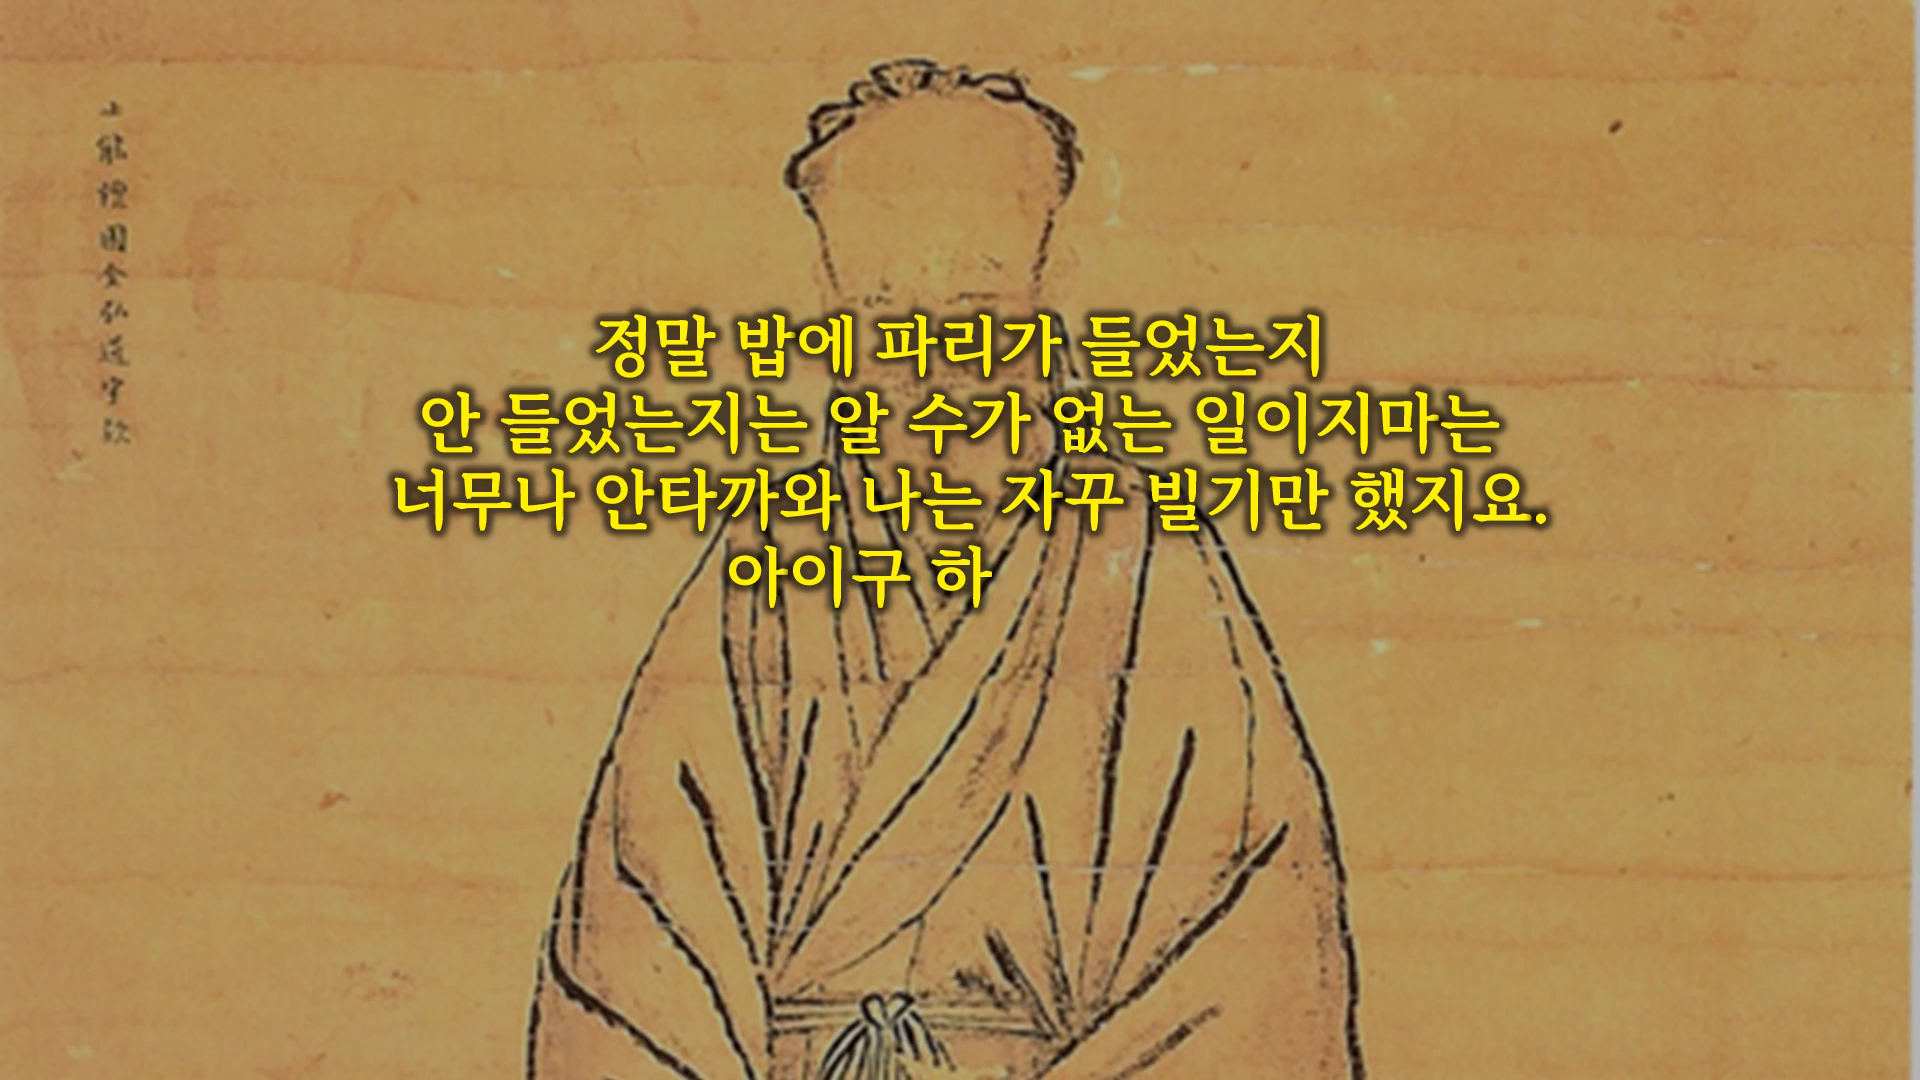 정말 밥에 파리가 들었는지
안 들었는지는 알 수가 없는 일이지마는
너무나 안타까와 나는 자꾸 빌기만 했지요.
아이구 하